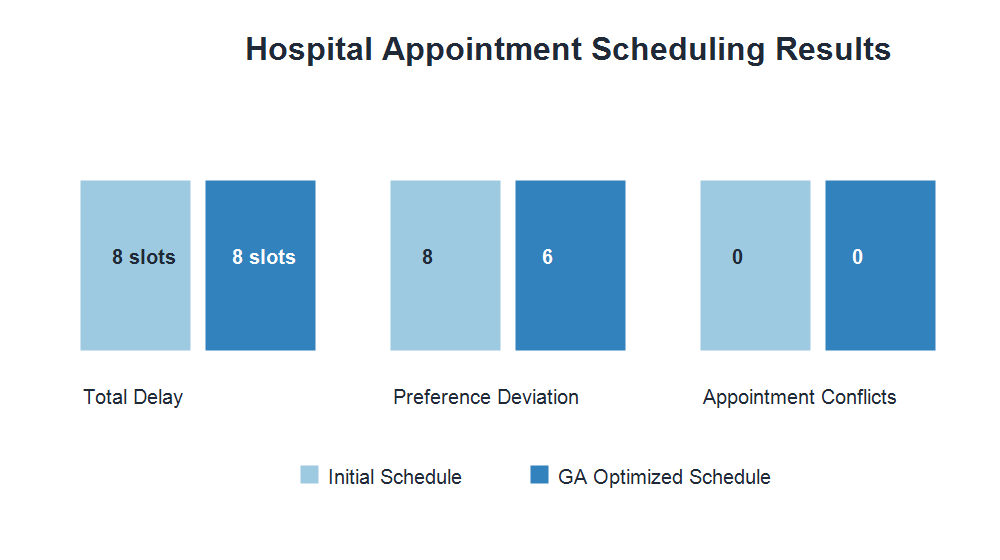 Hospital Appointment Scheduling Results
8 slots
8 slots
8
6
0
0
Total Delay
Preference Deviation
Appointment Conflicts
Initial Schedule
GA Optimized Schedule